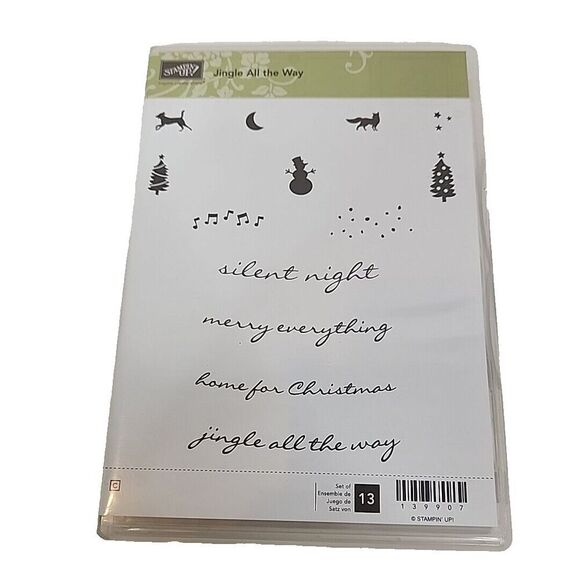 STAMPIN' UP!
Jingle All the Way
silent night
merry everything
home for Christmas
jingle all the way
C
Set of
Ensemble de
Juego de
Satz von
13
139907
© STAMPIN' UP!